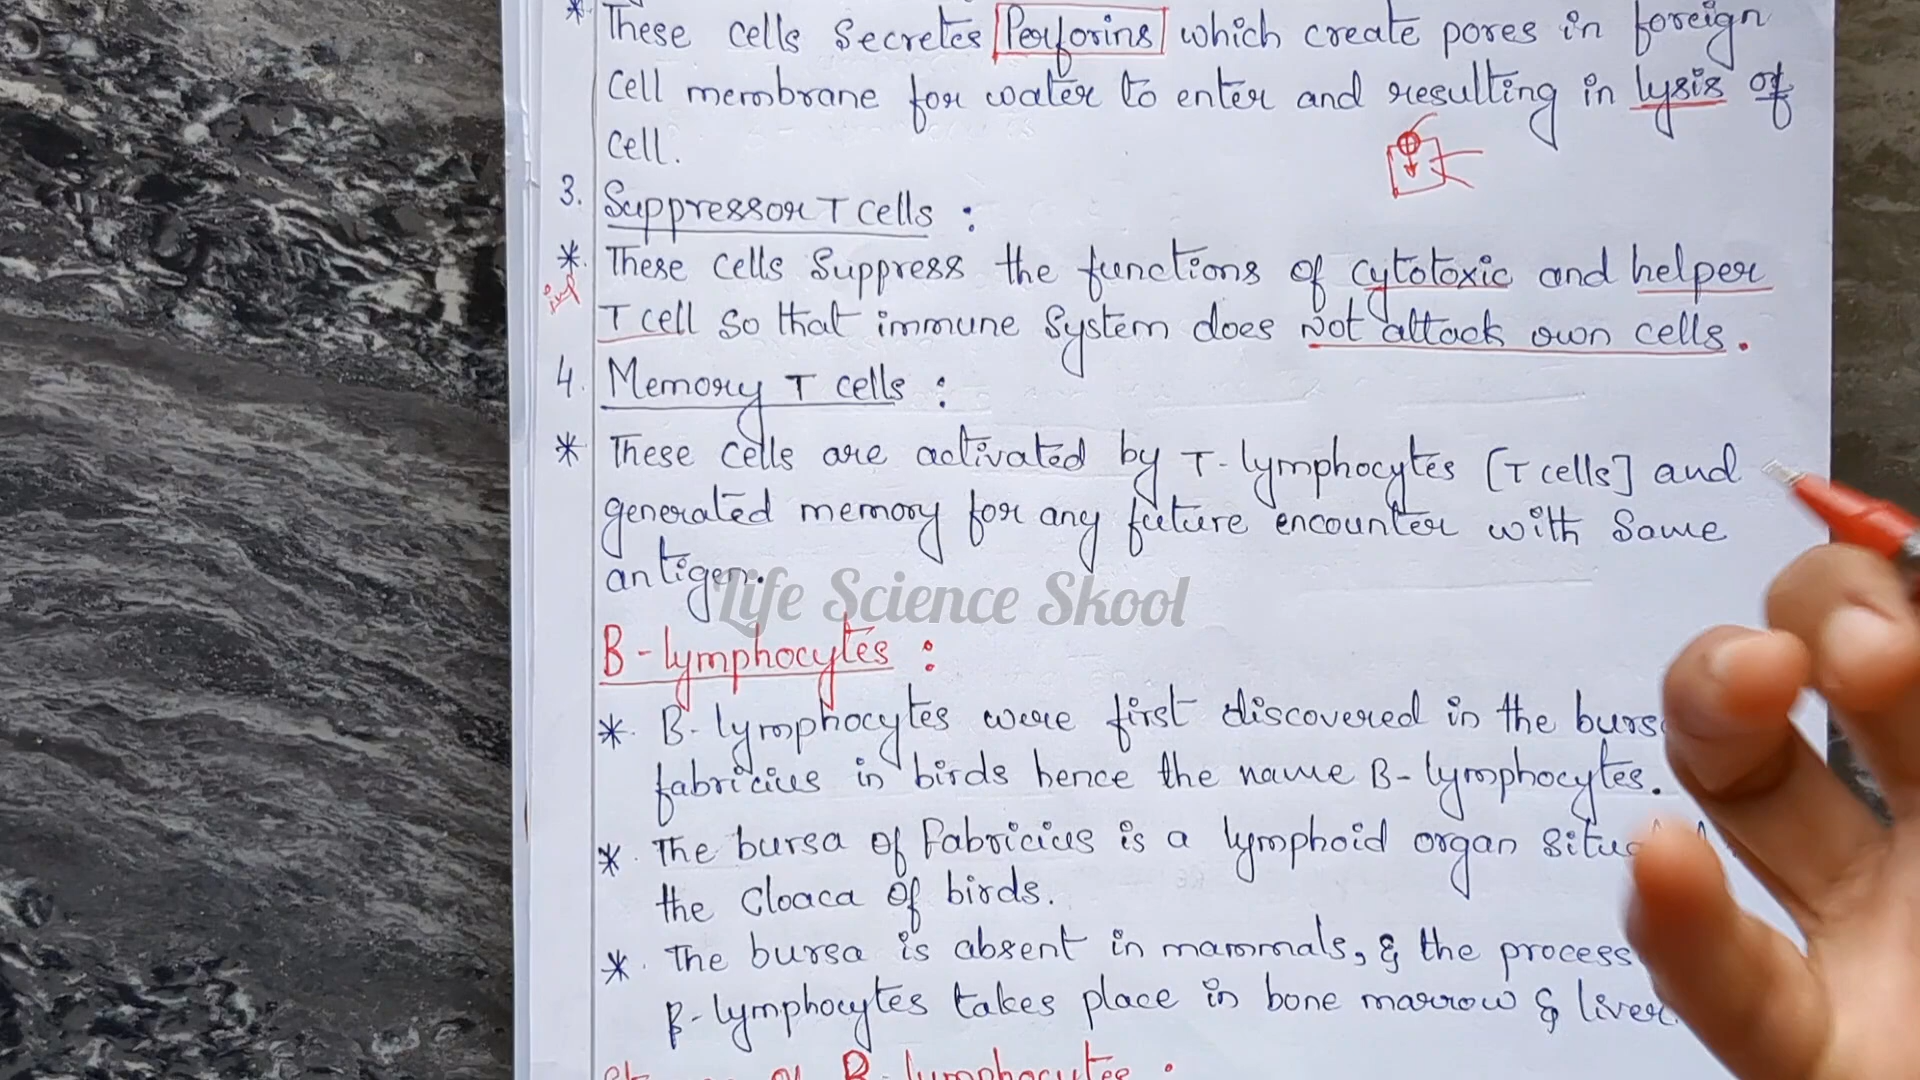 * These cells secretes Perforins which create pores in foreign
cell membrane for water to enter and resulting in lysis of
cell.
3. Suppressor T cells :
*. These cells suppress the functions of cytotoxic and helper
imp
T cell so that immune system does not attack own cells.
4. Memory T cells :
* These cells are activated by T-lymphocytes [T cells] and
generated memory for any future encounter with same
antigen.
Life Science Skool
B-lymphocytes :
*. B-lymphocytes were first discovered in the bursa
fabricius in birds hence the name B-lymphocytes.
*. The bursa of Fabricius is a lymphoid organ
the cloaca of birds.
*. The bursa is absent in mammals, & the process
B-lymphocytes takes place in bone marrow & liver.
B-lymphocytes :